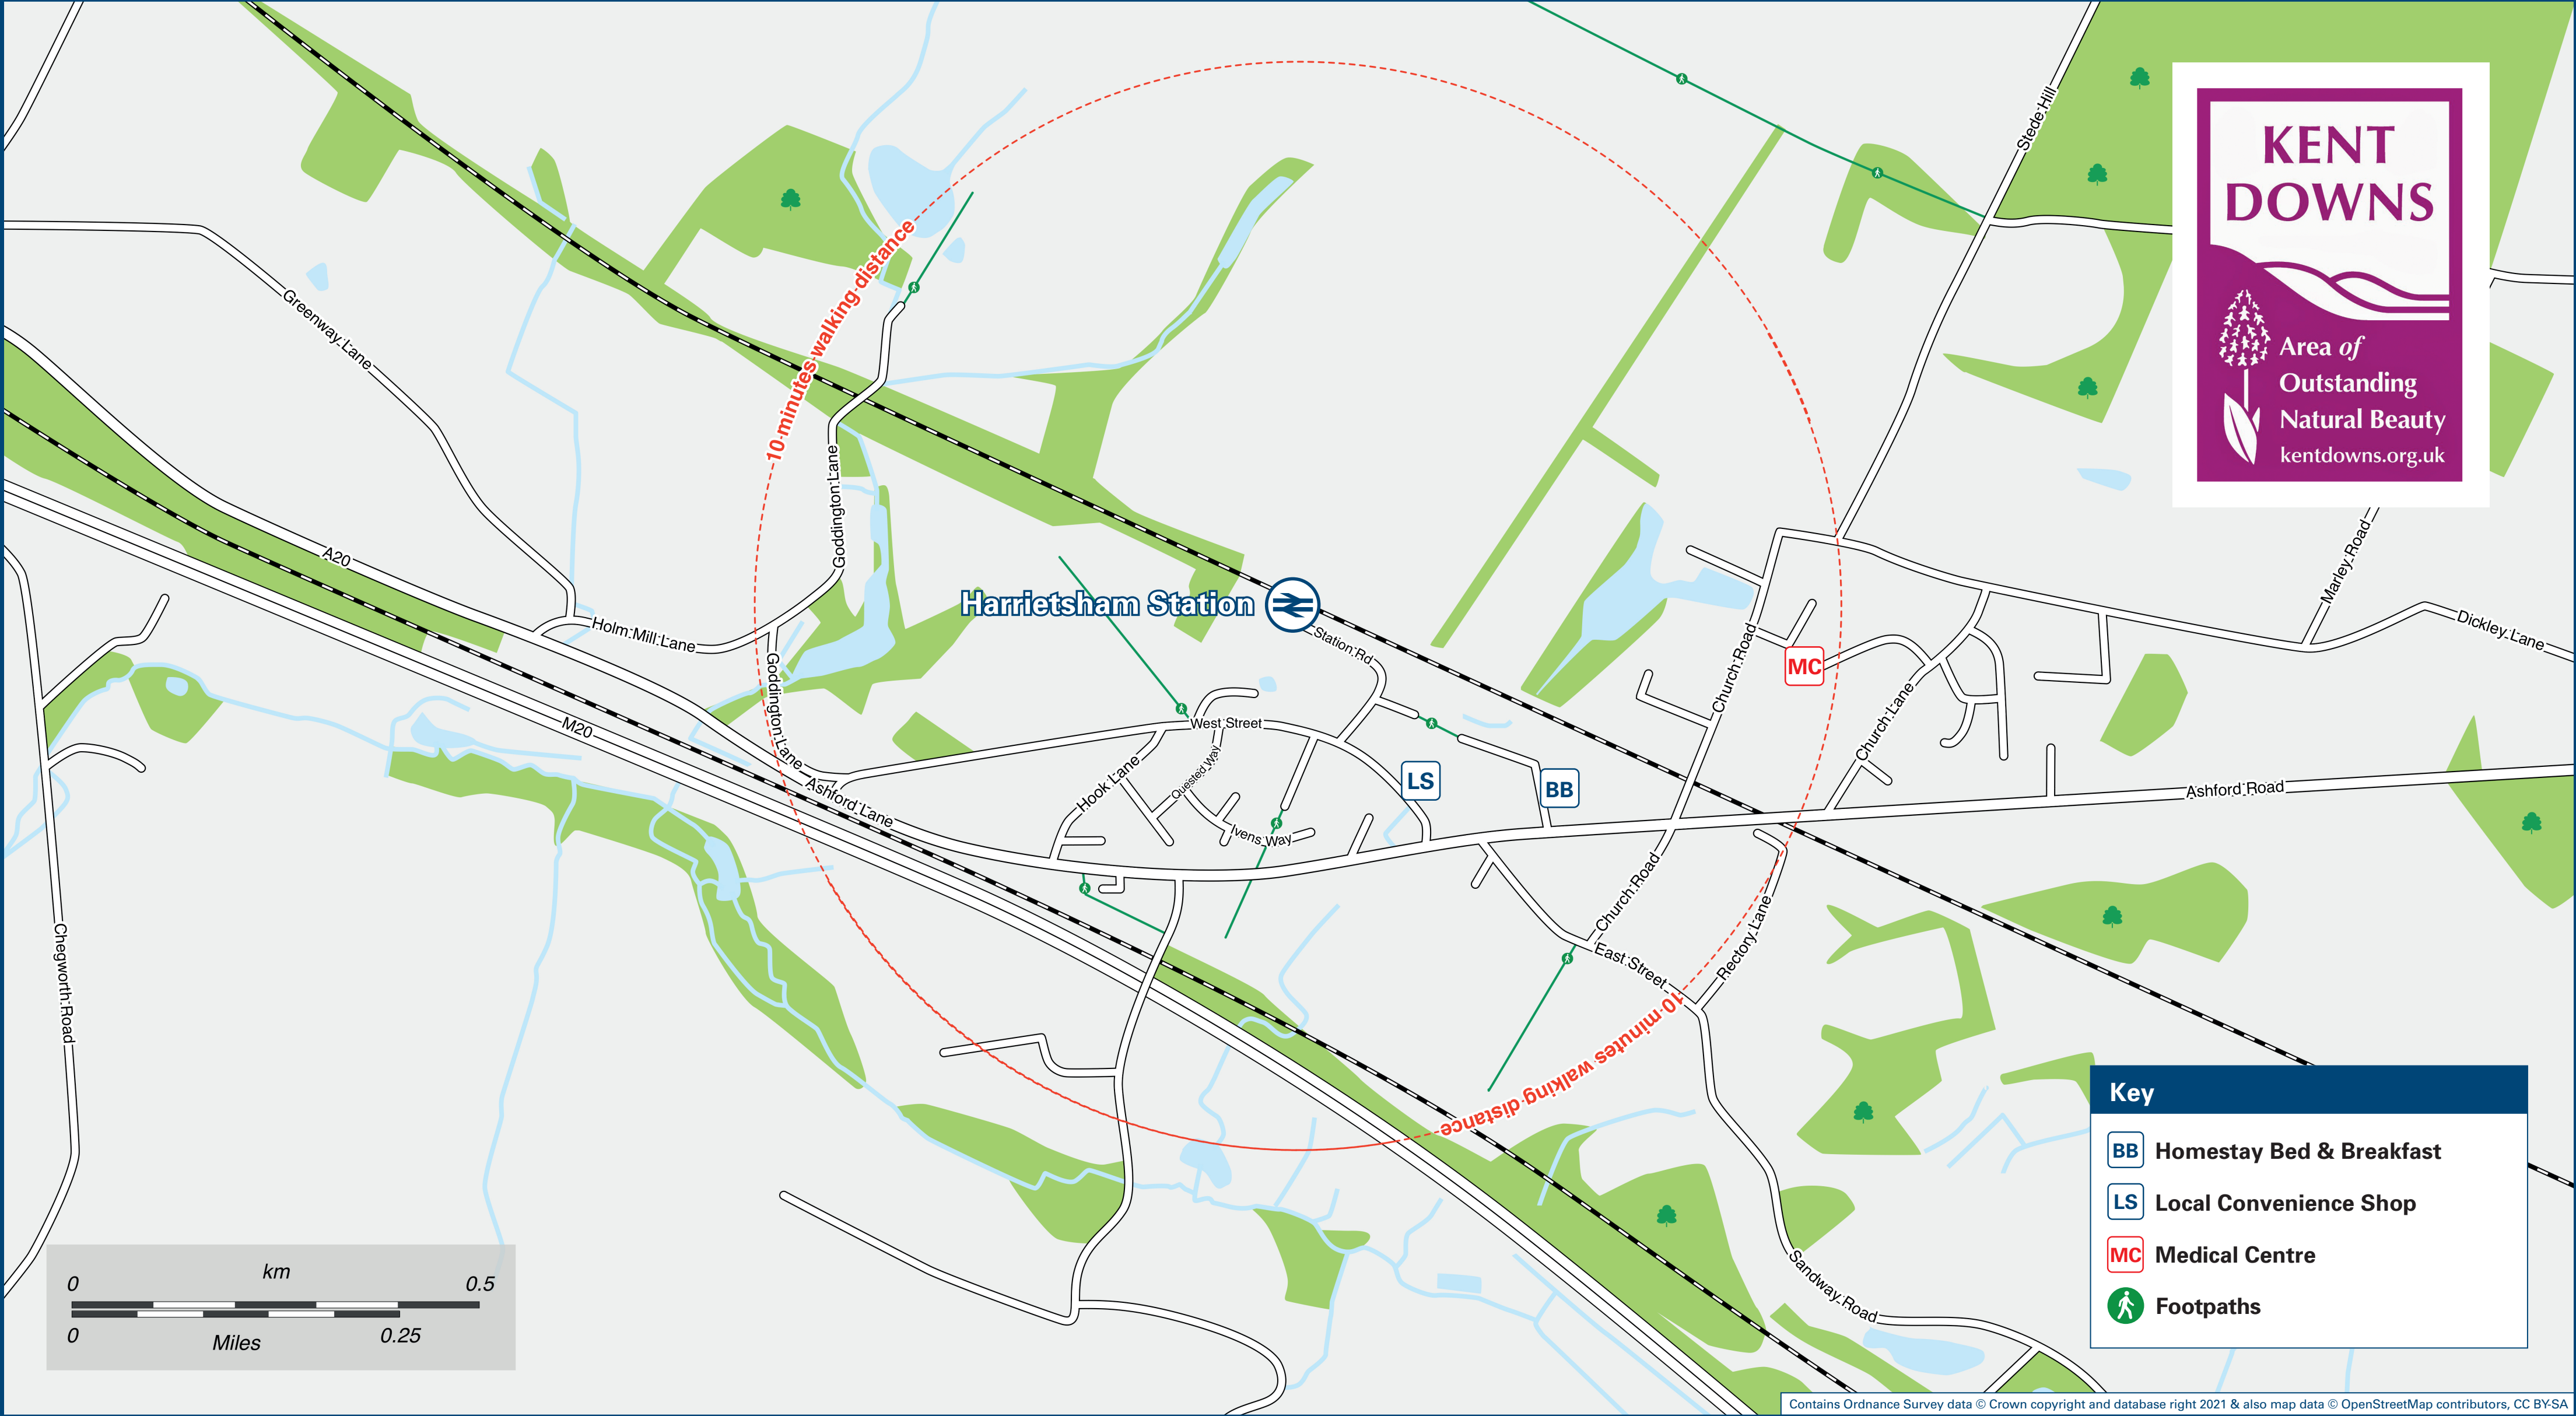 Stede Hill
KENT
DOWNS
Area of
Outstanding
Natural Beauty
kentdowns.org.uk
10 minutes walking distance
Greenway Lane
Goddington Lane
A20
Marley Road
Harrietsham Station
Station Rd
Holm Mill Lane
Dickley Lane
Church Road
MC
Goddington Lane
West Street
M20
Church Lane
Hook Lane
Quested Way
LS
BB
Ashford Road
Ashford Lane
Ivens Way
Church Road
Chegworth Road
East Street
Rectory Lane
10 minutes walking distance
Sandway Road
Key
BB Homestay Bed & Breakfast
LS Local Convenience Shop
MC Medical Centre
Footpaths
km
0 0.5
0 0.25
Miles
Contains Ordnance Survey data © Crown copyright and database right 2021 & also map data © OpenStreetMap contributors, CC BY-SA